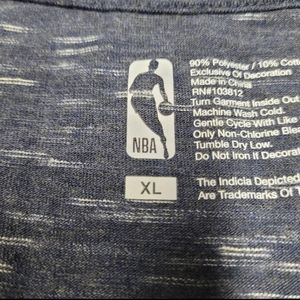 90% Polyester / 10% Cott
Exclusive Of Decoration
Made in China
RN#103812
Turn Garment Inside Out
Machine Wash Cold
Gentle Cycle With Like
Only Non-Chlorine Blea
Tumble Dry Low.
Do Not Iron If Decorat
NBA
XL
The Indicia Depicted
Are Trademarks Of T